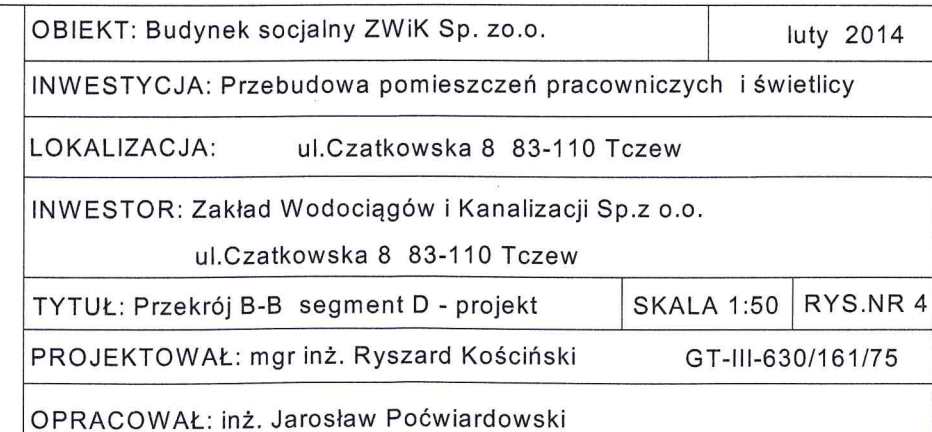 OBIEKT: Budynek socjalny ZWiK Sp. zo.o. luty 2014
INWESTYCJA: Przebudowa pomieszczeń pracowniczych i świetlicy
LOKALIZACJA: ul.Czatkowska 8 83-110 Tczew
INWESTOR: Zakład Wodociągów i Kanalizacji Sp.z o.o.
ul.Czatkowska 8 83-110 Tczew
TYTUŁ: Przekrój B-B segment D - projekt SKALA 1:50 RYS.NR 4
PROJEKTOWAŁ: mgr inż. Ryszard Kościński GT-III-630/161/75
OPRACOWAŁ: inż. Jarosław Poćwiardowski